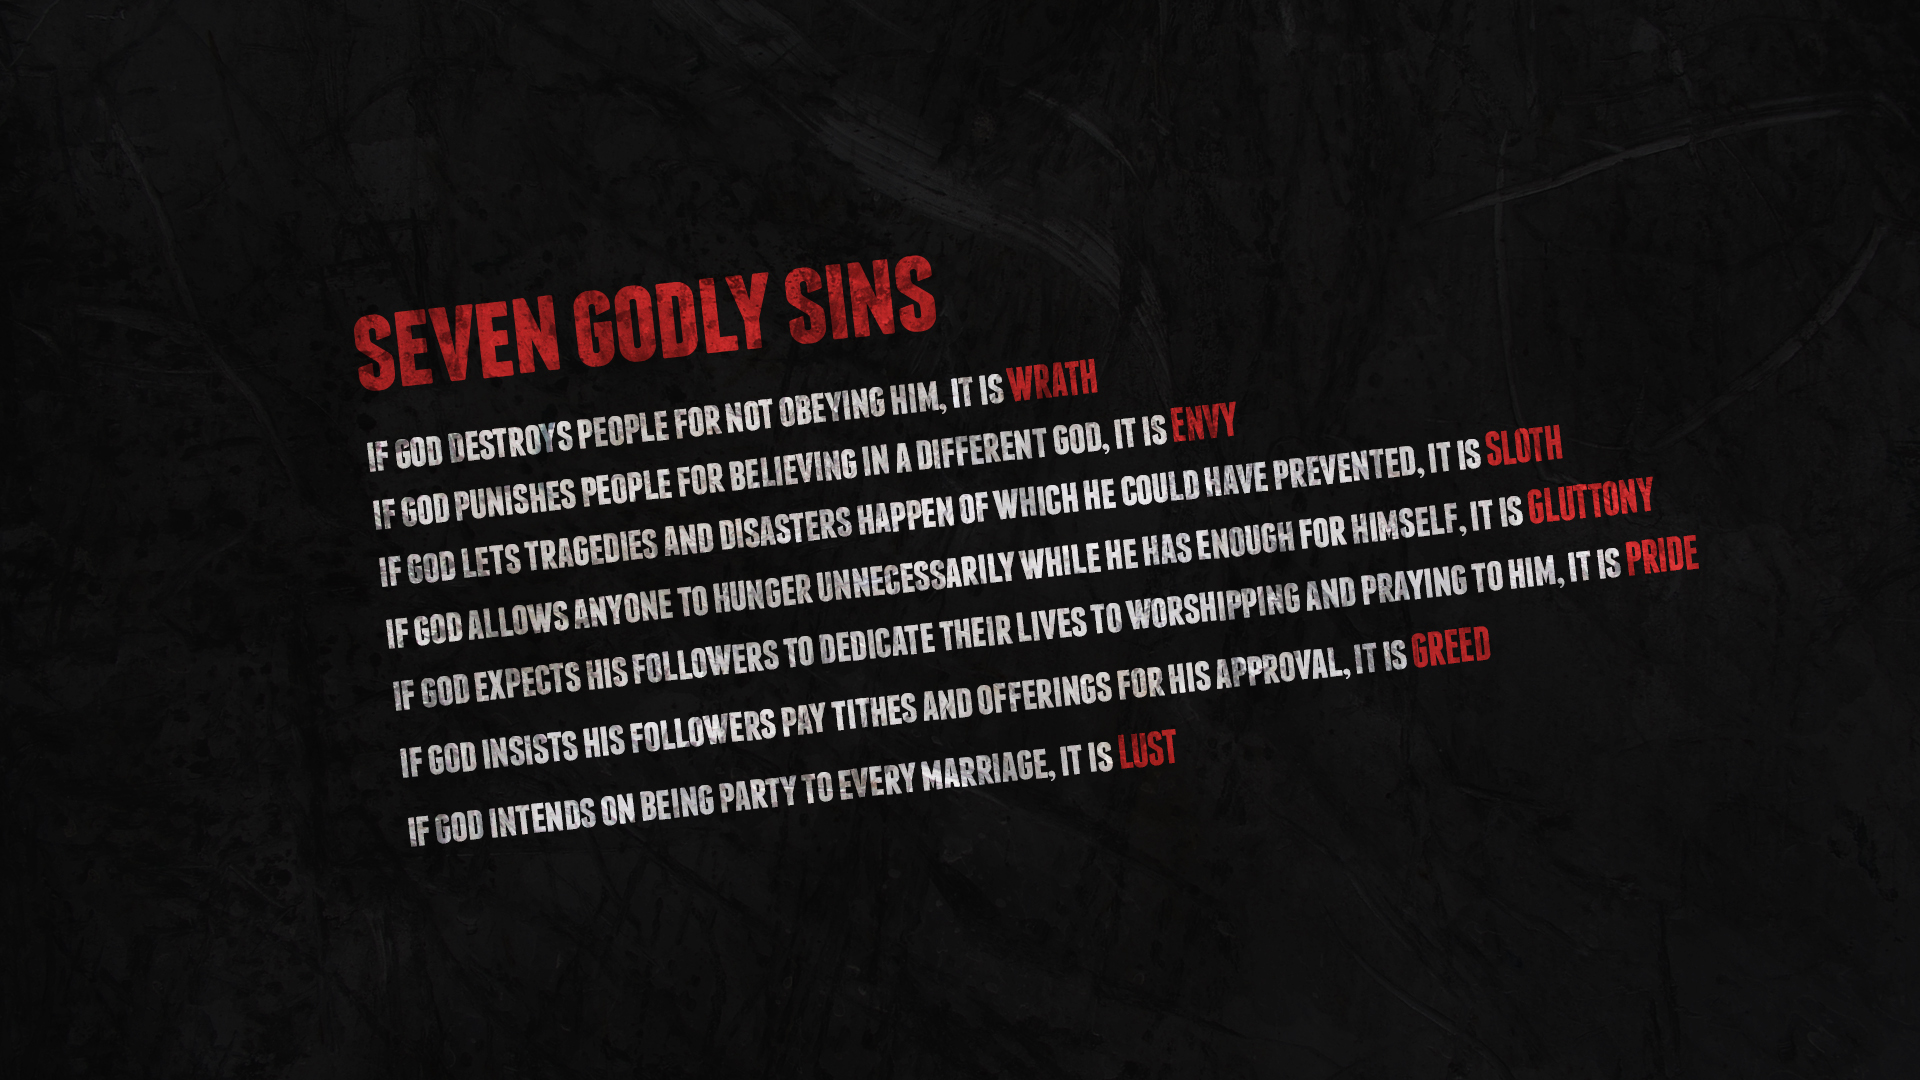 SEVEN GODLY SINS
IF GOD DESTROYS PEOPLE FOR NOT OBEYING HIM, IT IS WRATH
IF GOD PUNISHES PEOPLE FOR BELIEVING IN A DIFFERENT GOD, IT IS ENVY
IF GOD LETS TRAGEDIES AND DISASTERS HAPPEN OF WHICH HE COULD HAVE PREVENTED, IT IS SLOTH
IF GOD ALLOWS ANYONE TO HUNGER UNNECESSARILY WHILE HE HAS ENOUGH FOR HIMSELF, IT IS GLUTTONY
IF GOD EXPECTS HIS FOLLOWERS TO DEDICATE THEIR LIVES TO WORSHIPPING AND PRAYING TO HIM, IT IS PRIDE
IF GOD INSISTS HIS FOLLOWERS PAY TITHES AND OFFERINGS FOR HIS APPROVAL, IT IS GREED
IF GOD INTENDS ON BEING PARTY TO EVERY MARRIAGE, IT IS LUST